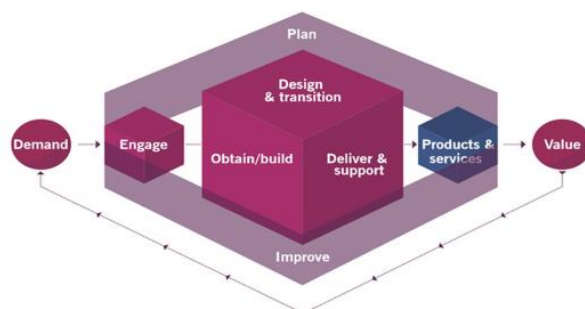 Plan
Design
& transition
Demand
Engage
Obtain/build
Deliver &
support
Products &
services
Value
Improve